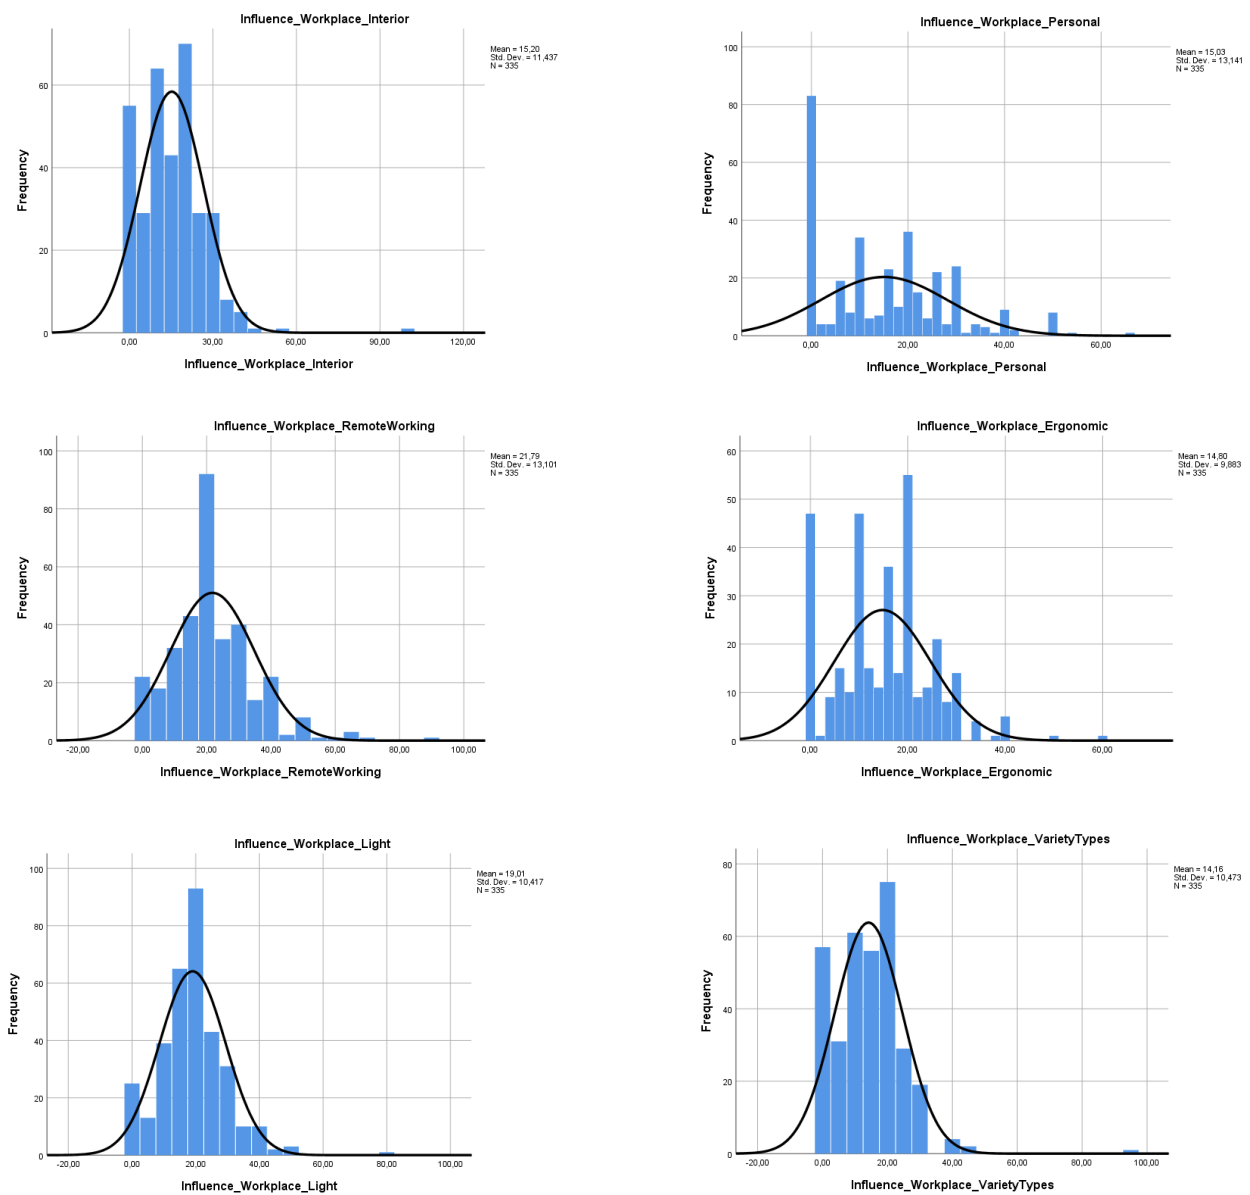 Influence_Workplace_Interior
Mean = 15,20
Std. Dev. = 11,437
N = 335
60
40
20
0
Frequency
0,00 20,00 40,00 60,00 80,00 100,00 120,00
Influence_Workplace_Interior
Influence_Workplace_Personal
Mean = 15,03
Std. Dev. = 13,141
N = 335
100
80
60
40
20
0
Frequency
0,00 20,00 40,00 60,00
Influence_Workplace_Personal
Influence_Workplace_RemoteWorking
Mean = 21,79
Std. Dev. = 13,101
N = 335
100
80
60
40
20
0
Frequency
-20,00 0,00 20,00 40,00 60,00 80,00 100,00
Influence_Workplace_RemoteWorking
Influence_Workplace_Ergonomic
Mean = 14,80
Std. Dev. = 9,883
N = 335
60
50
40
30
20
10
0
Frequency
0,00 20,00 40,00 60,00
Influence_Workplace_Ergonomic
Influence_Workplace_Light
Mean = 19,01
Std. Dev. = 10,417
N = 335
100
80
60
40
20
0
Frequency
-20,00 0,00 20,00 40,00 60,00 80,00 100,00
Influence_Workplace_Light
Influence_Workplace_VarietyTypes
Mean = 14,16
Std. Dev. = 10,473
N = 335
80
60
40
20
0
Frequency
-20,00 0,00 20,00 40,00 60,00 80,00 100,00
Influence_Workplace_VarietyTypes